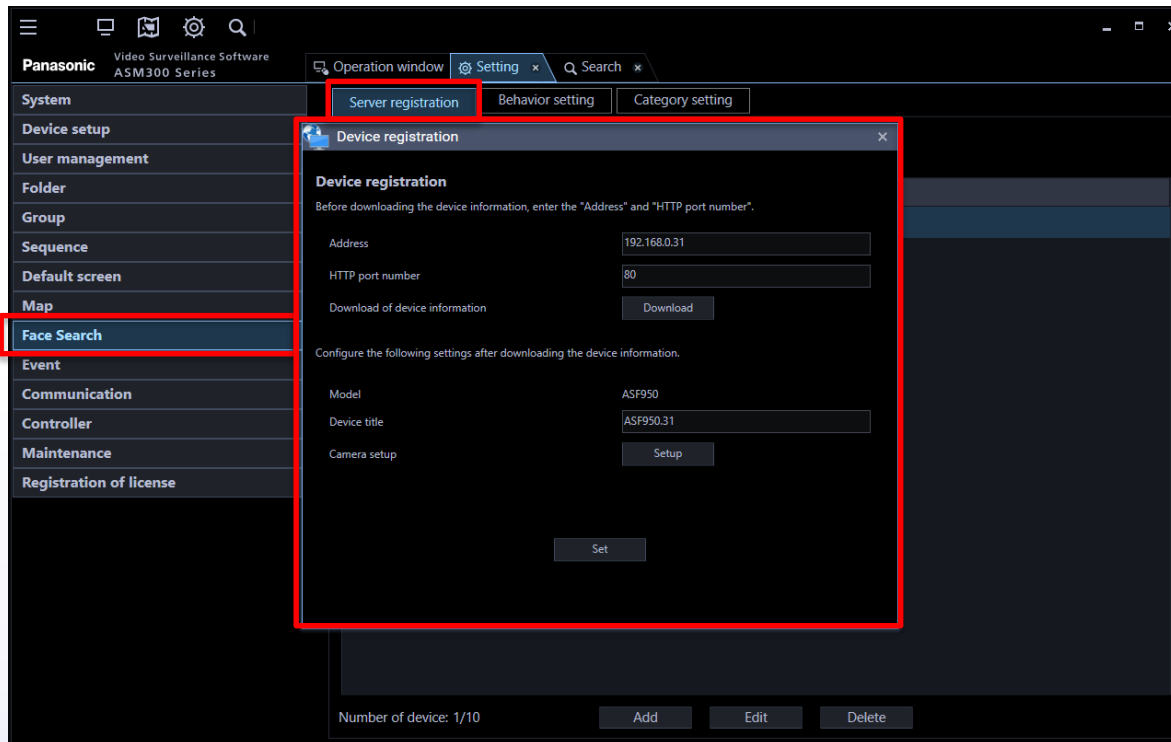 Panasonic
Video Surveillance Software
ASM300 Series
Operation window
Setting
Search
System
Device setup
User management
Folder
Group
Sequence
Default screen
Map
Face Search
Event
Communication
Controller
Maintenance
Registration of license
Server registration
Behavior setting
Category setting
Device registration
Device registration
Before downloading the device information, enter the "Address" and "HTTP port number".
Address 192.168.0.31
HTTP port number 80
Download of device information Download
Configure the following settings after downloading the device information.
Model ASF950
Device title ASF950.31
Camera setup Setup
Set
Number of device: 1/10 Add Edit Delete